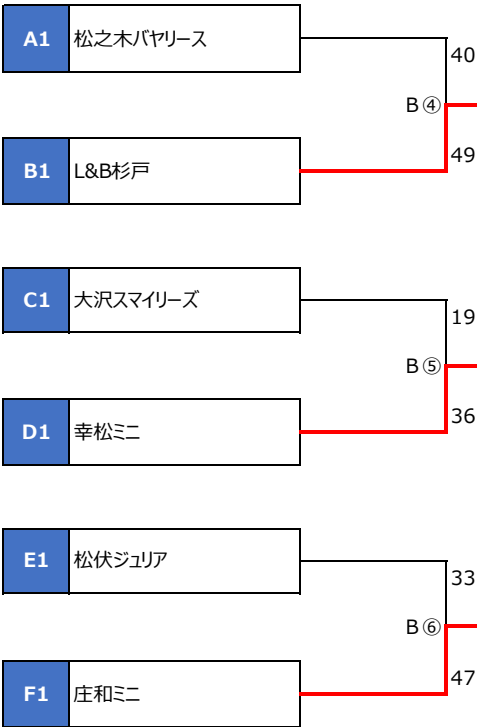 A1 松之木バヤリース
40
B④
49
B1 L&B杉戸
C1 大沢スマイリーズ
19
B⑤
36
D1 幸松ミニ
E1 松伏ジュリア
33
B⑥
47
F1 庄和ミニ